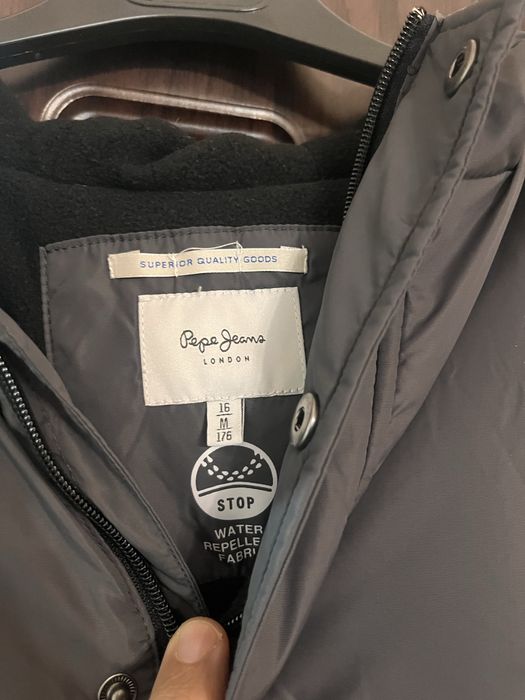 SUPERIOR QUALITY GOODS
Pepe Jeans
LONDON
16
M
176
STOP
WATER